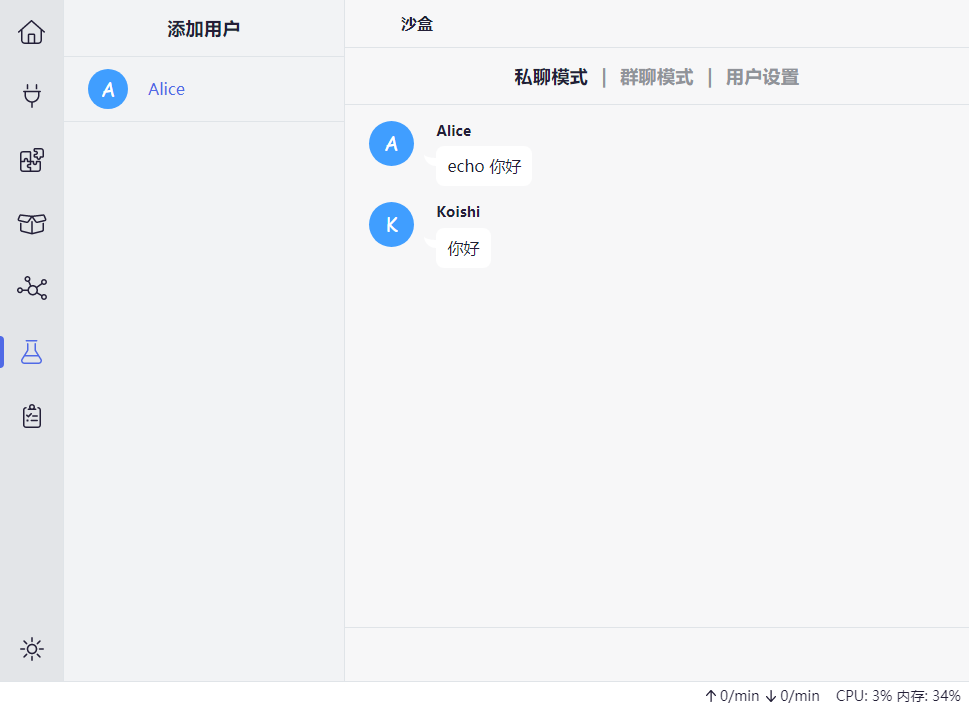 添加用户
A Alice
沙盒
私聊模式 | 群聊模式 | 用户设置
A
Alice
echo 你好
K
Koishi
你好
↑ 0/min ↓ 0/min CPU: 3% 内存: 34%